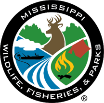 MISSISSIPPI
WILDLIFE, FISHERIES, & PARKS
®